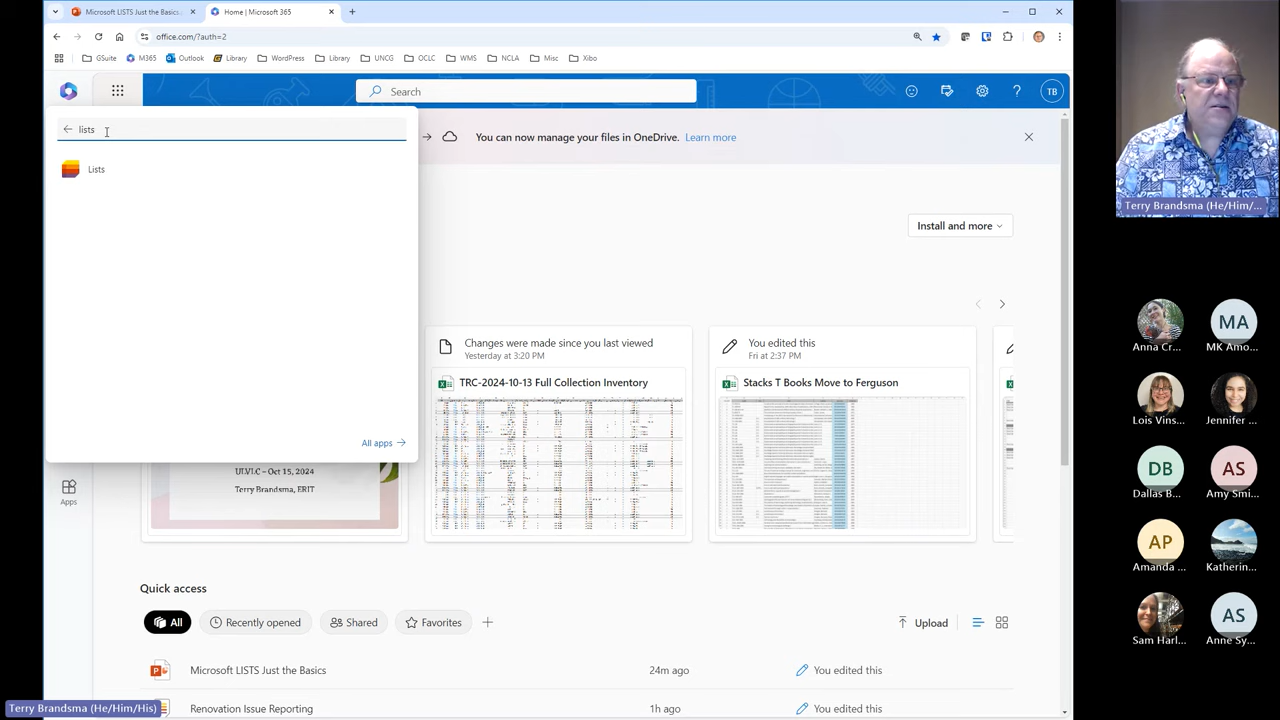 Microsoft LISTS Just the Basics
Home | Microsoft 365
office.com/?auth=2
GSuite
M365
Outlook
Library
WordPress
Library
UNCG
OCLC
WMS
NCLA
Misc
Xibo
Search
TB
lists
Lists
All apps
You can now manage your files in OneDrive. Learn more
Install and more
Changes were made since you last viewed
Yesterday at 3:20 PM
TRC-2024-10-13 Full Collection Inventory
You edited this
Fri at 2:37 PM
Stacks T Books Move to Ferguson
ULVLC – Oct 15, 2024
Terry Brandsma, ERIT
Apps
Quick access
All
Recently opened
Shared
Favorites
Upload
Microsoft LISTS Just the Basics
24m ago
You edited this
Renovation Issue Reporting
1h ago
You edited this
Terry Brandsma (He/Him/His)
Terry Brandsma (He/Him/...
Anna Cr...
MA
MK Amo...
Lois Vins...
Jennifer ...
DB
Dallas B...
AS
Amy Smi...
AP
Amanda ...
Katherin...
Sam Harl...
AS
Anne Sy...